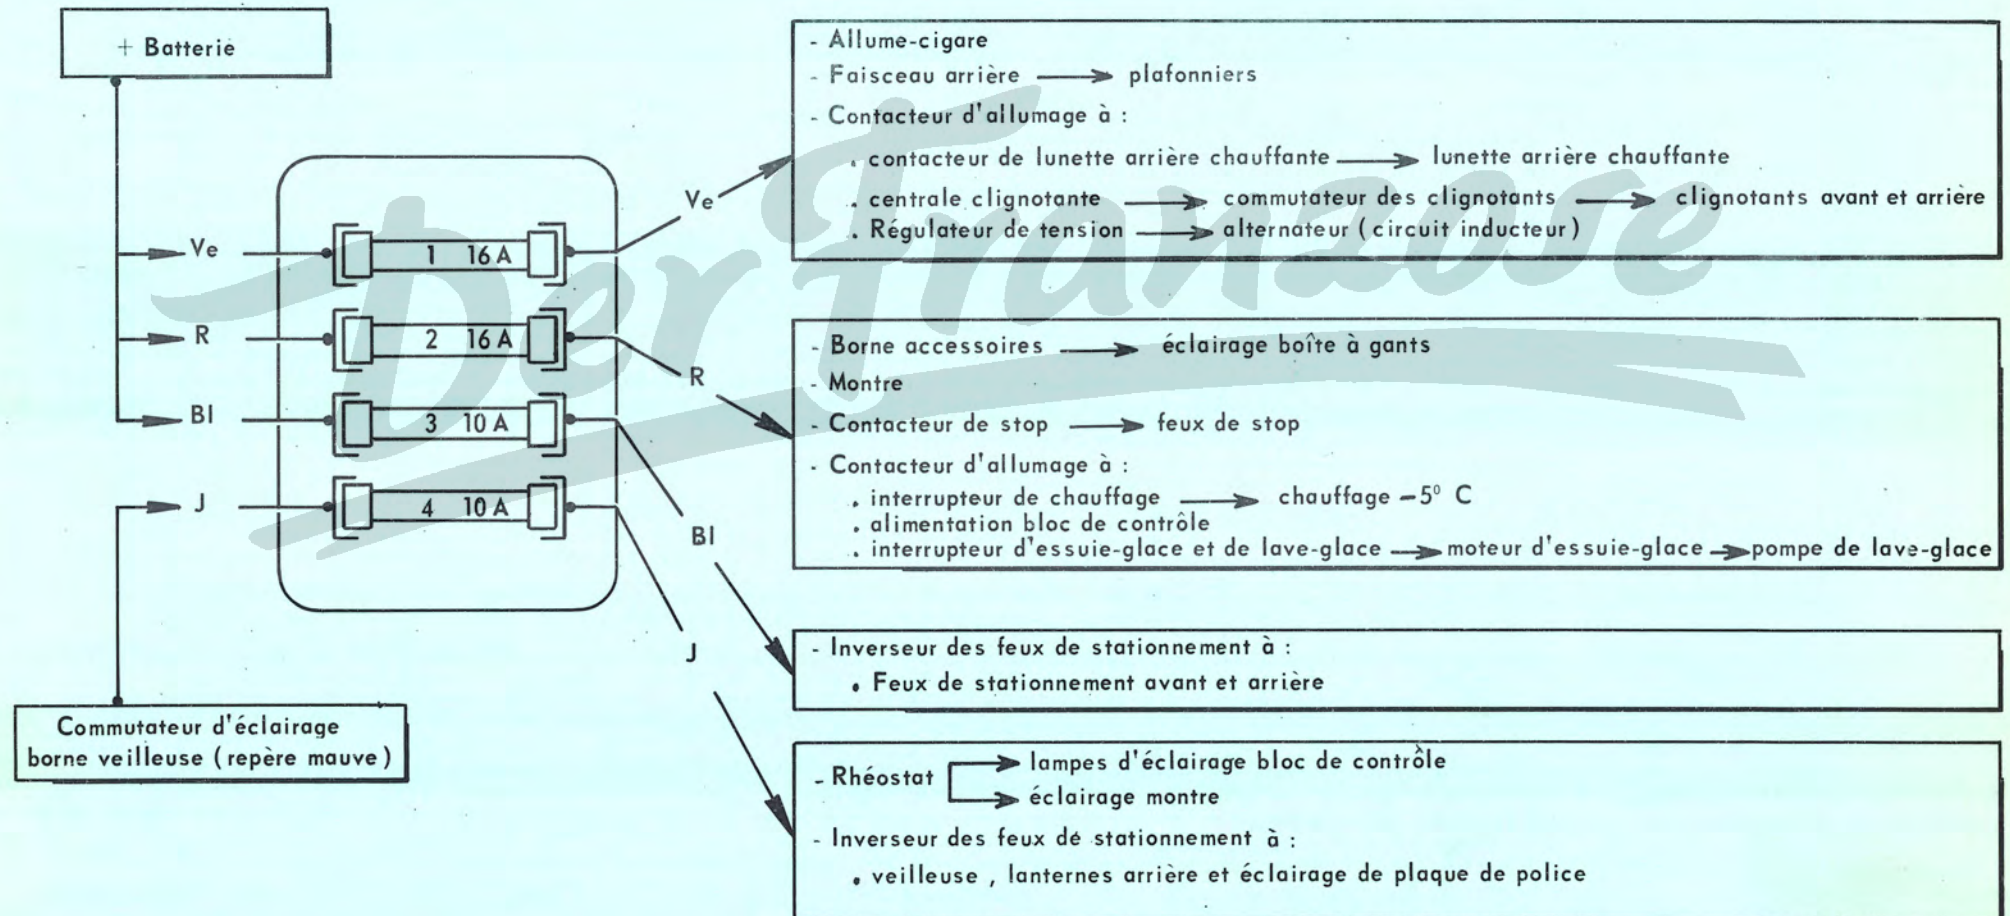 + Batterie
Ve
R
Bl
J
1 16 A
2 16 A
3 10 A
4 10 A
Commutateur d'éclairage
borne veilleuse ( repère mauve )
Ve
R
Bl
J
- Allume-cigare
- Faisceau arrière → plafonniers
- Contacteur d'allumage à :
. contacteur de lunette arrière chauffante → lunette arrière chauffante
. centrale clignotante → commutateur des clignotants → clignotants avant et arrière
. Régulateur de tension → alternateur ( circuit inducteur )
- Borne accessoires → éclairage boîte à gants
- Montre
- Contacteur de stop → feux de stop
- Contacteur d'allumage à :
. interrupteur de chauffage → chauffage -5° C
. alimentation bloc de contrôle
. interrupteur d'essuie-glace et de lave-glace → moteur d'essuie-glace → pompe de lave-glace
- Inverseur des feux de stationnement à :
. Feux de stationnement avant et arrière
- Rhéostat → lampes d'éclairage bloc de contrôle
→ éclairage montre
- Inverseur des feux de stationnement à :
. veilleuse , lanternes arrière et éclairage de plaque de police
Der Franzose